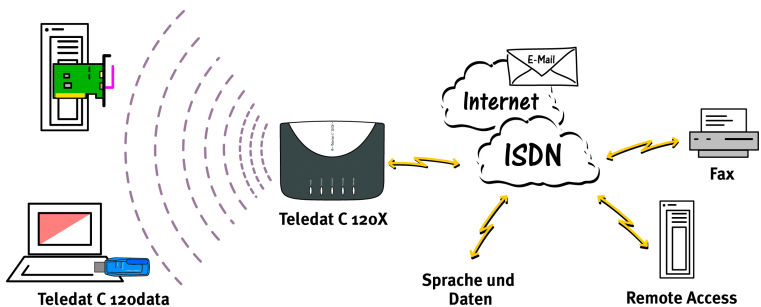 E-Mail
Internet
ISDN
Fax
Teledat C 120X
Sprache und
Daten
Remote Access
Teledat C 120data